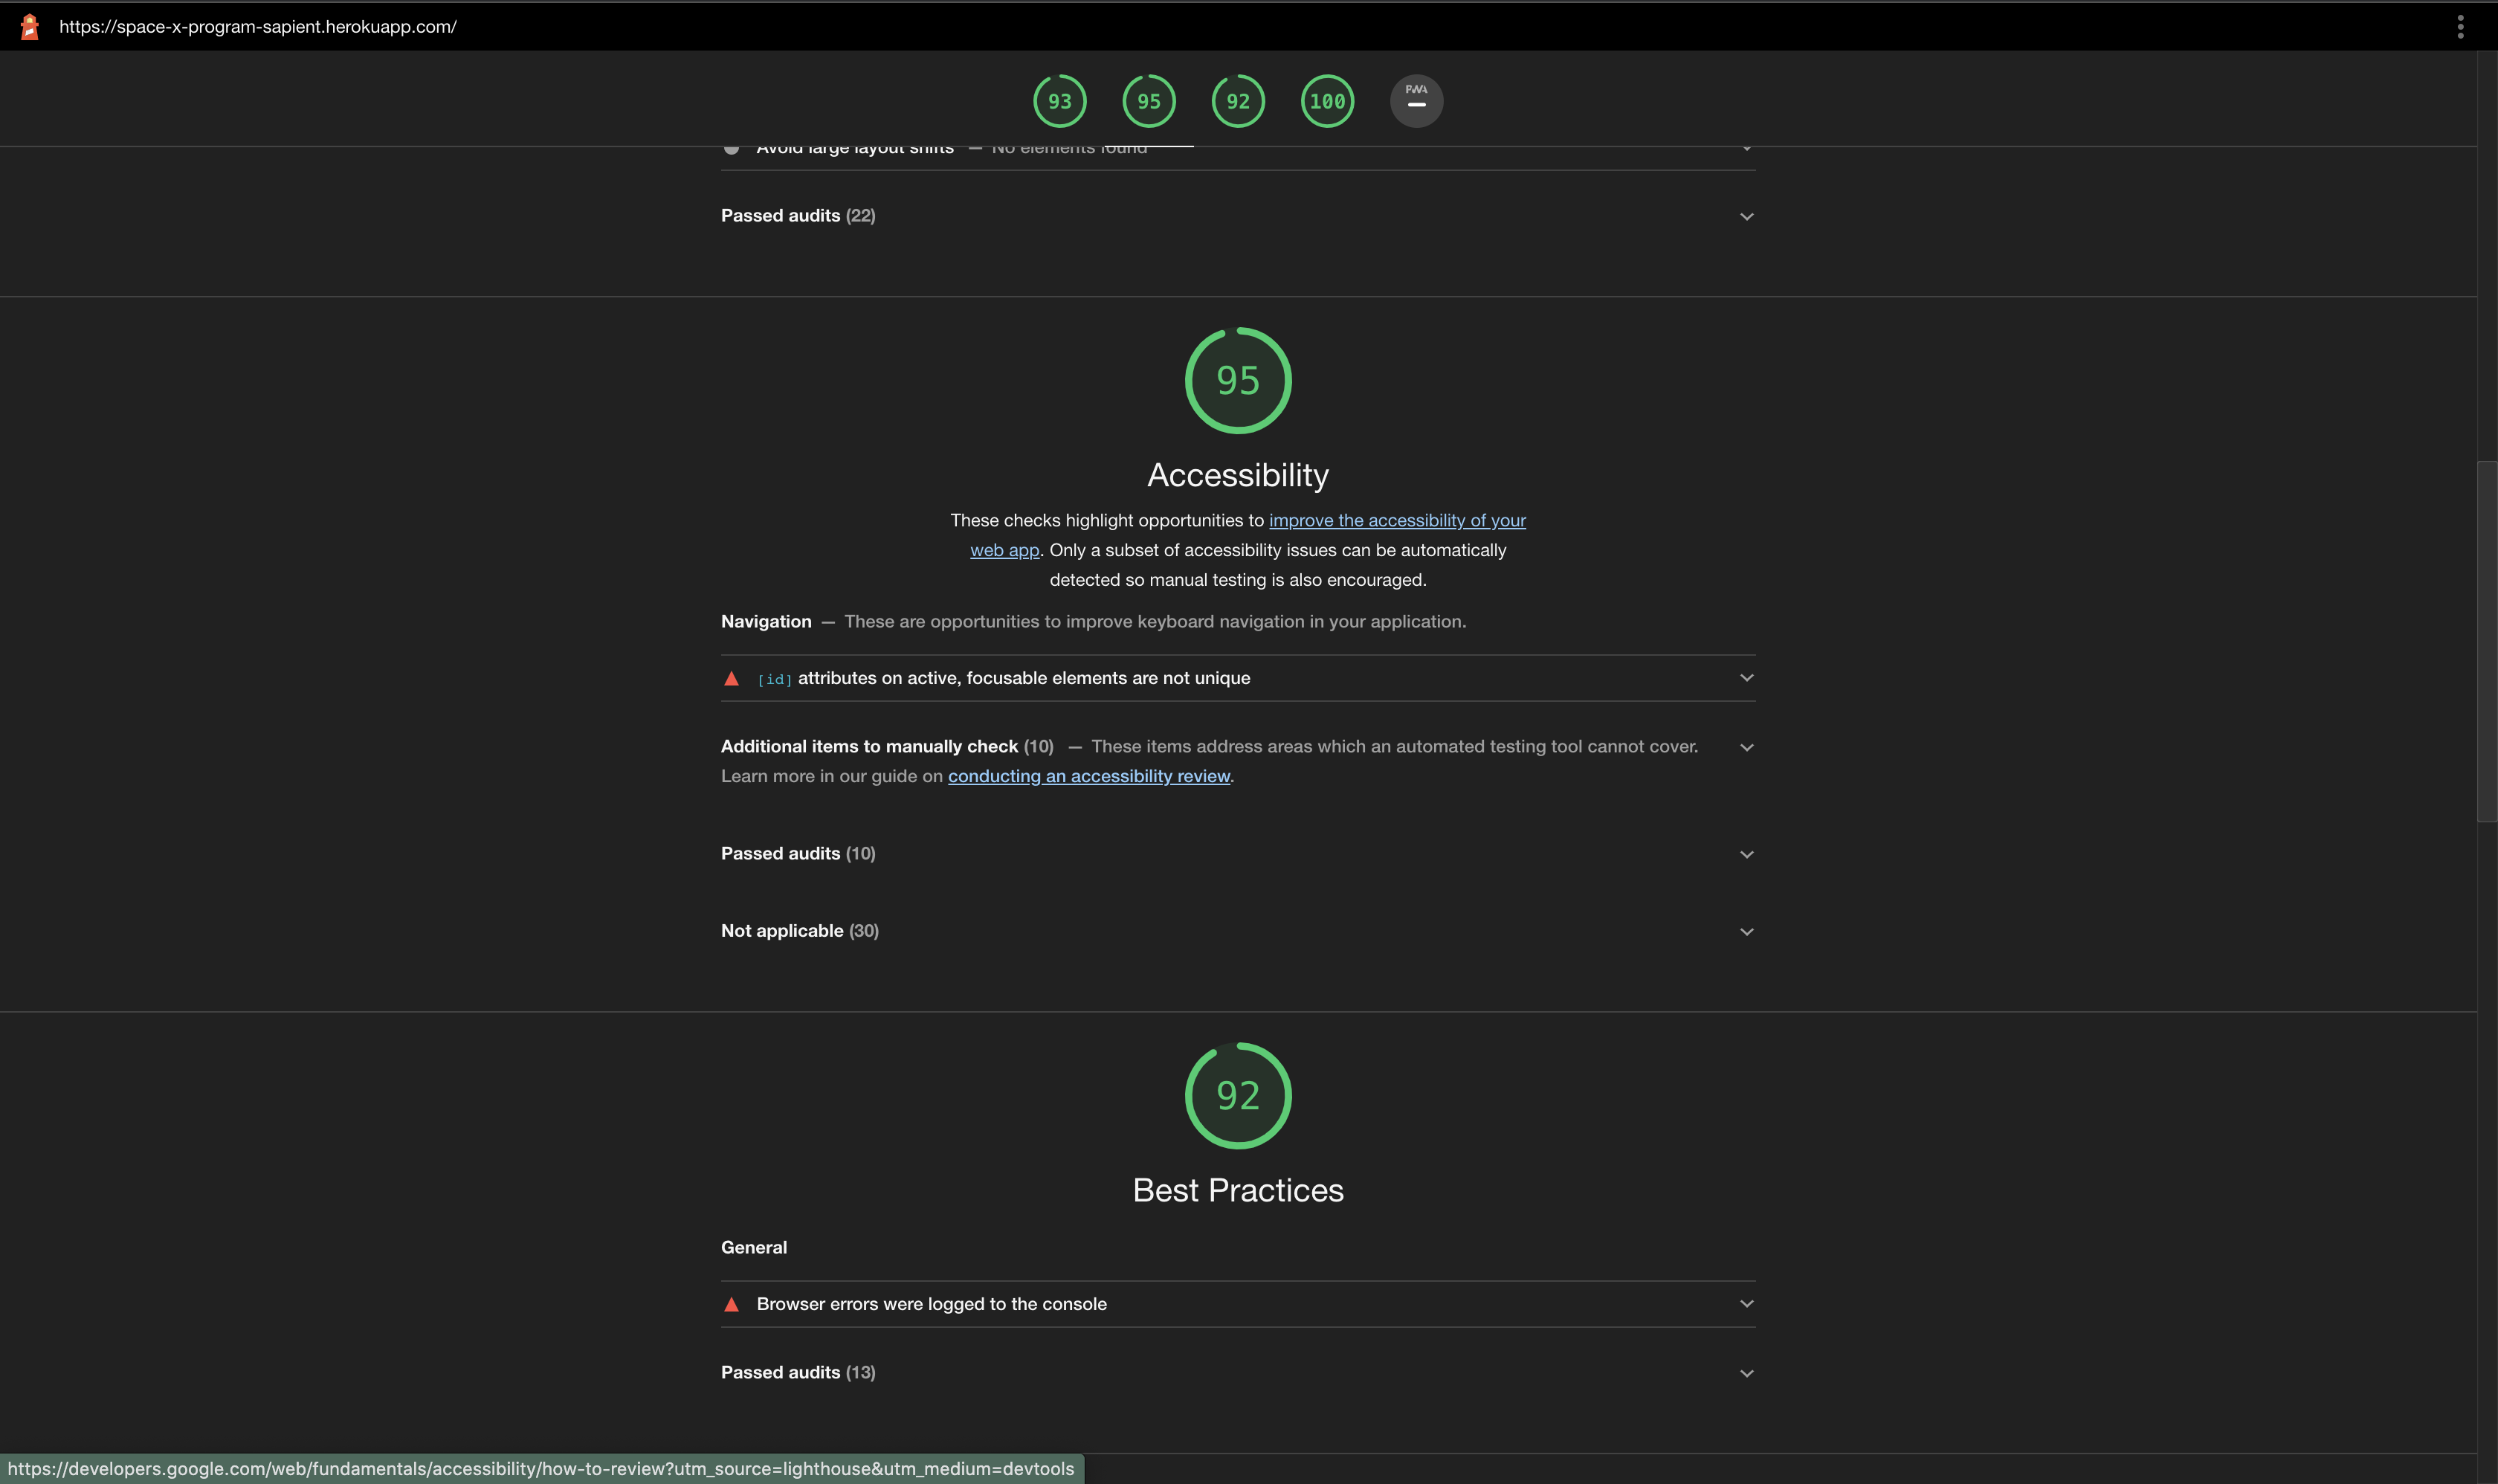 https://space-x-program-sapient.herokuapp.com/
93 95 92 100 PWA
Avoid large layout shifts — No elements found
Passed audits (22)
95
Accessibility
These checks highlight opportunities to improve the accessibility of your
web app. Only a subset of accessibility issues can be automatically
detected so manual testing is also encouraged.
Navigation — These are opportunities to improve keyboard navigation in your application.
[id] attributes on active, focusable elements are not unique
Additional items to manually check (10) — These items address areas which an automated testing tool cannot cover.
Learn more in our guide on conducting an accessibility review.
Passed audits (10)
Not applicable (30)
92
Best Practices
General
Browser errors were logged to the console
Passed audits (13)
https://developers.google.com/web/fundamentals/accessibility/how-to-review?utm_source=lighthouse&utm_medium=devtools